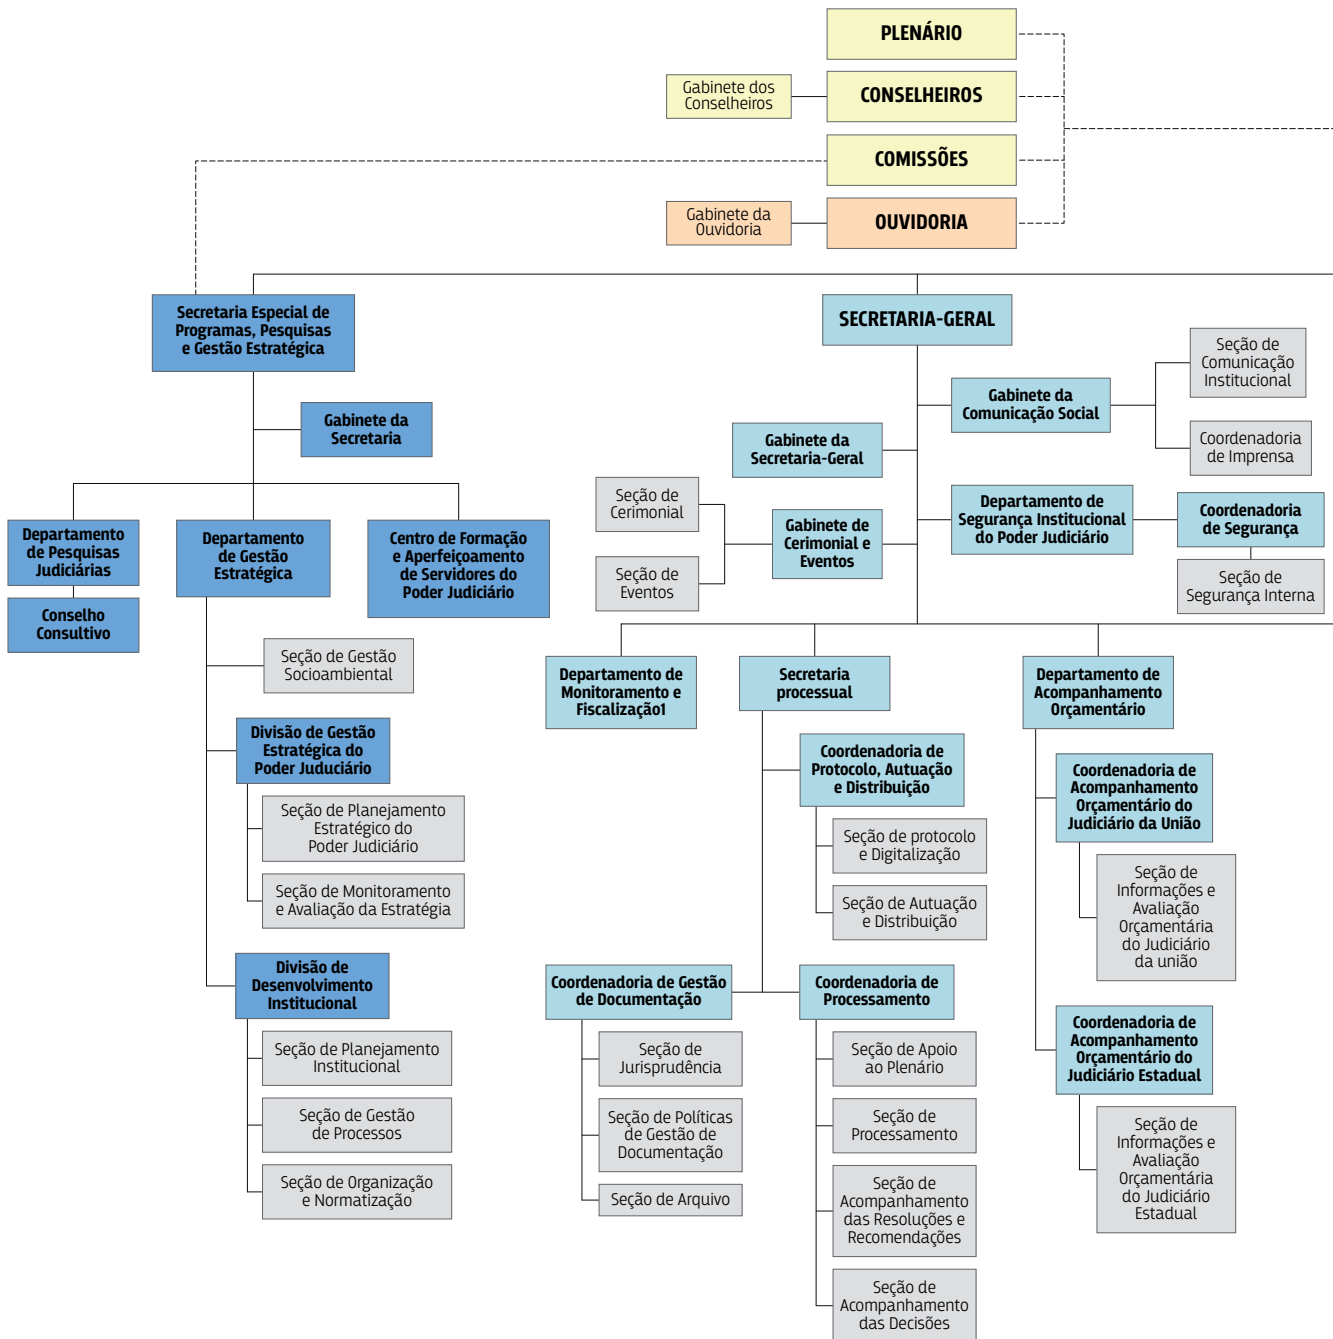 PLENÁRIO
Gabinete dos
Conselheiros
CONSELHEIROS
COMISSÕES
Gabinete da
Ouvidoria
OUVIDORIA
Secretaria Especial de
Programas, Pesquisas
e Gestão Estratégica
Gabinete da
Secretaria
Departamento
de Pesquisas
Judiciárias
Conselho
Consultivo
Departamento
de Gestão
Estratégica
Centro de Formação
e Aperfeiçoamento
de Servidores do
Poder Judiciário
Seção de Gestão
Socioambiental
Divisão de Gestão
Estratégica do
Poder Juduciário
Seção de Planejamento
Estratégico do
Poder Judiciário
Seção de Monitoramento
e Avaliação da Estratégia
Divisão de
Desenvolvimento
Institucional
Seção de Planejamento
Institucional
Seção de Gestão
de Processos
Seção de Organização
e Normatização
SECRETARIA-GERAL
Gabinete da
Comunicação Social
Seção de
Comunicação
Institucional
Coordenadoria
de Imprensa
Gabinete da
Secretaria-Geral
Seção de
Cerimonial
Seção de
Eventos
Gabinete de
Cerimonial e
Eventos
Departamento de
Segurança Institucional
do Poder Judiciário
Coordenadoria
de Segurança
Seção de
Segurança Interna
Departamento de
Monitoramento e
Fiscalização1
Secretaria
processual
Coordenadoria de
Protocolo, Autuação
e Distribuição
Seção de protocolo
e Digitalização
Seção de Autuação
e Distribuição
Coordenadoria de Gestão
de Documentação
Seção de
Jurisprudência
Seção de Políticas
de Gestão de
Documentação
Seção de Arquivo
Coordenadoria de
Processamento
Seção de Apoio
ao Plenário
Seção de
Processamento
Seção de
Acompanhamento
das Resoluções e
Recomendações
Seção de
Acompanhamento
das Decisões
Departamento de
Acompanhamento
Orçamentário
Coordenadoria de
Acompanhamento
Orçamentário do
Judiciário da União
Seção de
Informações e
Avaliação
Orçamentária
do Judiciário
da união
Coordenadoria de
Acompanhamento
Orçamentário do
Judiciário Estadual
Seção de
Informações e
Avaliação
Orçamentária
do Judiciário
Estadual